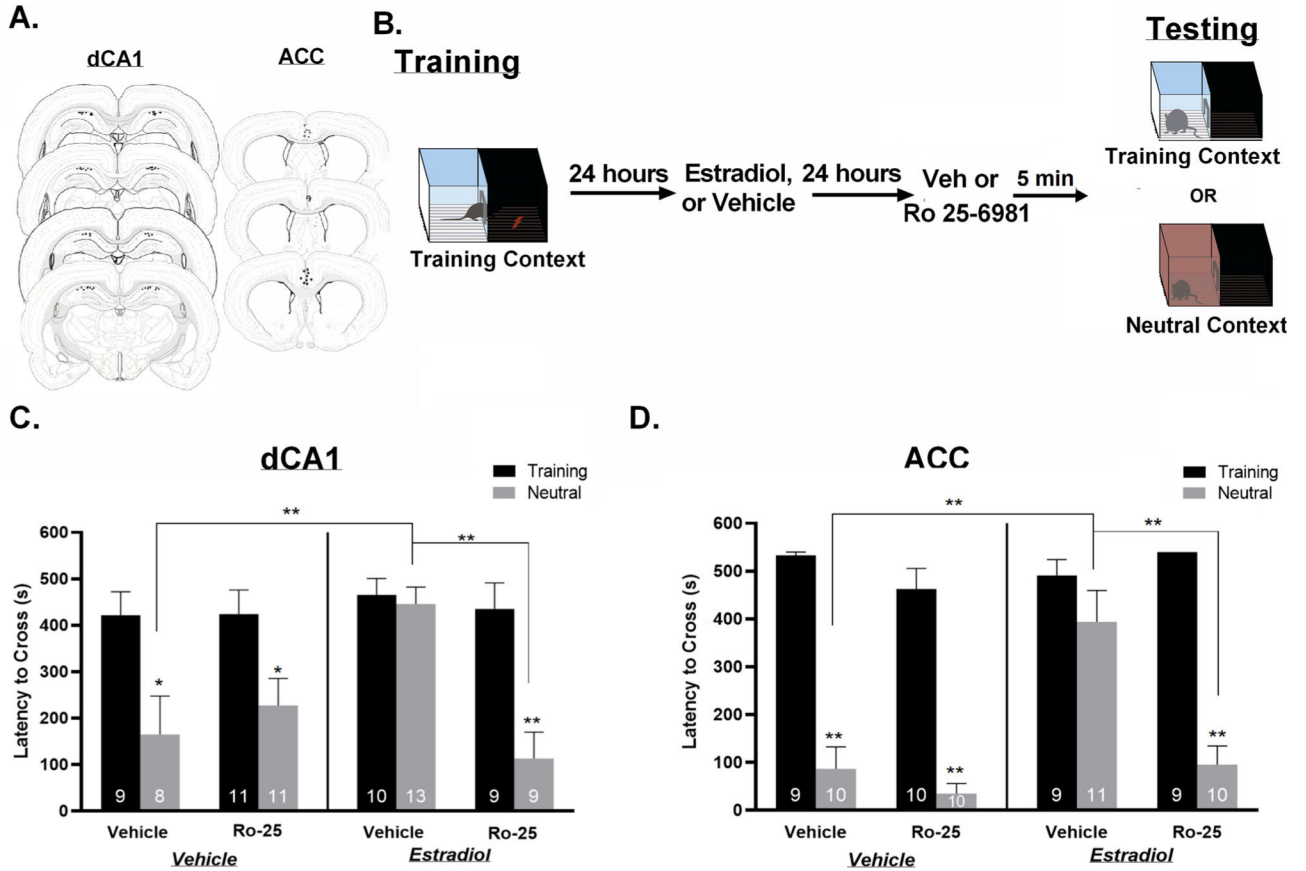 A.
dCA1
ACC
B.
Training
Training Context
24 hours
Estradiol,
or Vehicle
24 hours
Veh or
Ro 25-6981
5 min
Testing
Training Context
OR
Neutral Context
C.
dCA1
Training
Neutral
Latency to Cross (s)
600
500
400
300
200
100
0
**
**
*
*
**
9
8
11
11
10
13
9
9
Vehicle
Ro-25
Vehicle
Ro-25
Vehicle
Estradiol
D.
ACC
Training
Neutral
Latency to Cross (s)
600
500
400
300
200
100
0
**
**
**
**
**
9
10
10
10
9
11
9
10
Vehicle
Ro-25
Vehicle
Ro-25
Vehicle
Estradiol